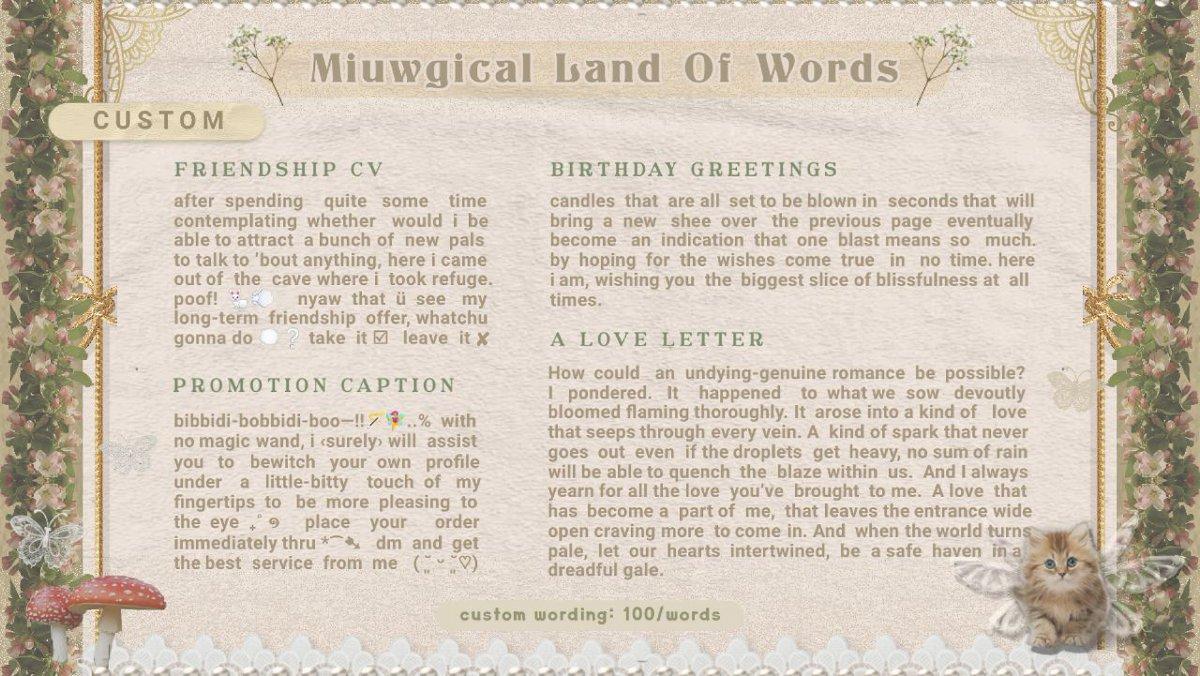 Miuwgical Land Of Words
CUSTOM
FRIENDSHIP CV
after spending quite some time
contemplating whether would i be
able to attract a bunch of new pals
to talk to 'bout anything, here i came
out of the cave where i took refuge.
poof! 🐩💨 nyaw that ü see my
long-term friendship offer, whatchu
gonna do 💭❔ take it ☑ leave it ✘
PROMOTION CAPTION
bibbidi-bobbidi-boo—!!🪄🧚..% with
no magic wand, i ‹surely› will assist
you to bewitch your own profile
under a little-bitty touch of my
fingertips to be more pleasing to
the eye ₊˚໑ place your order
immediately thru *⁀➷ dm and get
the best service from me (˶ᵔ ᵕ ᵔ˶♡)
BIRTHDAY GREETINGS
candles that are all set to be blown in seconds that will
bring a new shee over the previous page eventually
become an indication that one blast means so much.
by hoping for the wishes come true in no time. here
i am, wishing you the biggest slice of blissfulness at all
times.
A LOVE LETTER
How could an undying-genuine romance be possible?
I pondered. It happened to what we sow devoutly
bloomed flaming thoroughly. It arose into a kind of love
that seeps through every vein. A kind of spark that never
goes out even if the droplets get heavy, no sum of rain
will be able to quench the blaze within us. And I always
yearn for all the love you've brought to me. A love that
has become a part of me, that leaves the entrance wide
open craving more to come in. And when the world turns
pale, let our hearts intertwined, be a safe haven in a
dreadful gale.
custom wording: 100/words